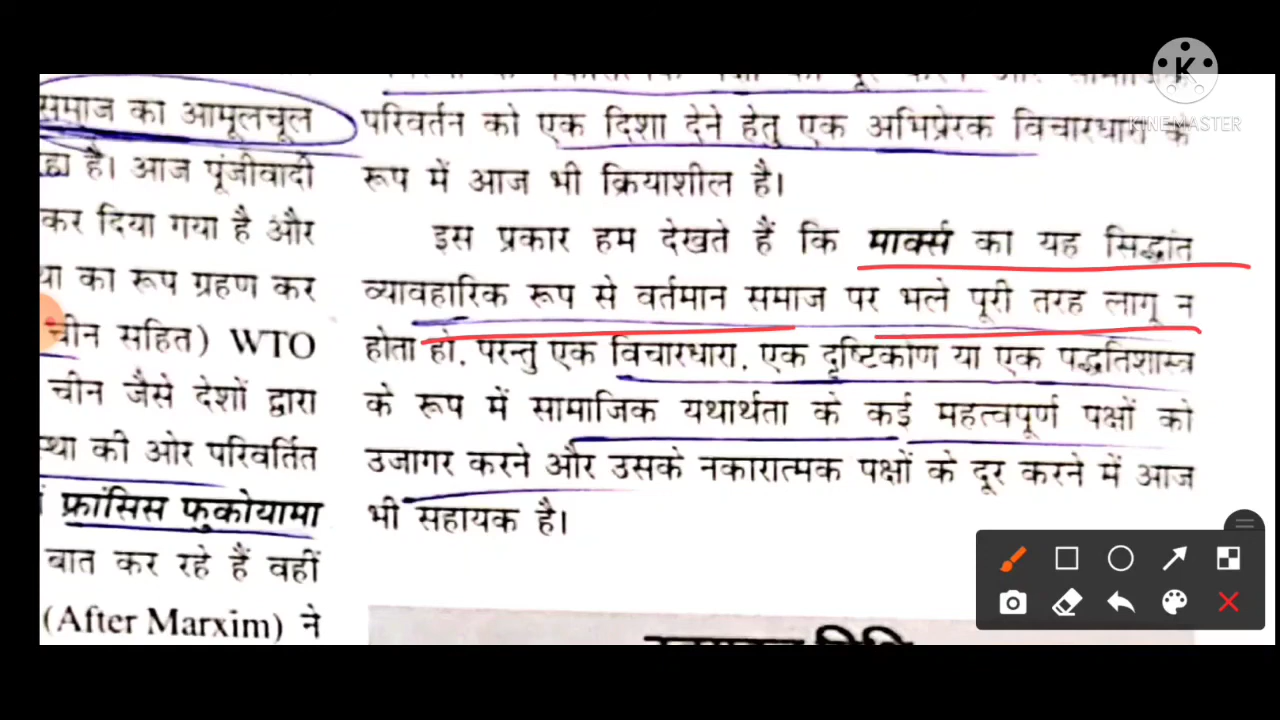 समाज का आमूलचूल
है। आज पूंजीवादी
कर दिया गया है और
का रूप ग्रहण कर
चीन सहित) WTO
चीन जैसे देशों द्वारा
की ओर परिवर्तित
फ्रांसिस फुकोयामा
बात कर रहे हैं वहीं
(After Marxim) ने
परिवर्तन को एक दिशा देने हेतु एक अभिप्रेरक विचारधारा के
रूप में आज भी क्रियाशील है।
इस प्रकार हम देखते हैं कि मार्क्स का यह सिद्धांत
व्यावहारिक रूप से वर्तमान समाज पर भले पूरी तरह लागू न
होता हो, परन्तु एक विचारधारा, एक दृष्टिकोण या एक पद्धतिशास्त्र
के रूप में सामाजिक यथार्थता के कई महत्वपूर्ण पक्षों को
उजागर करने और उसके नकारात्मक पक्षों के दूर करने में आज
भी सहायक है।
K
KINEMASTER